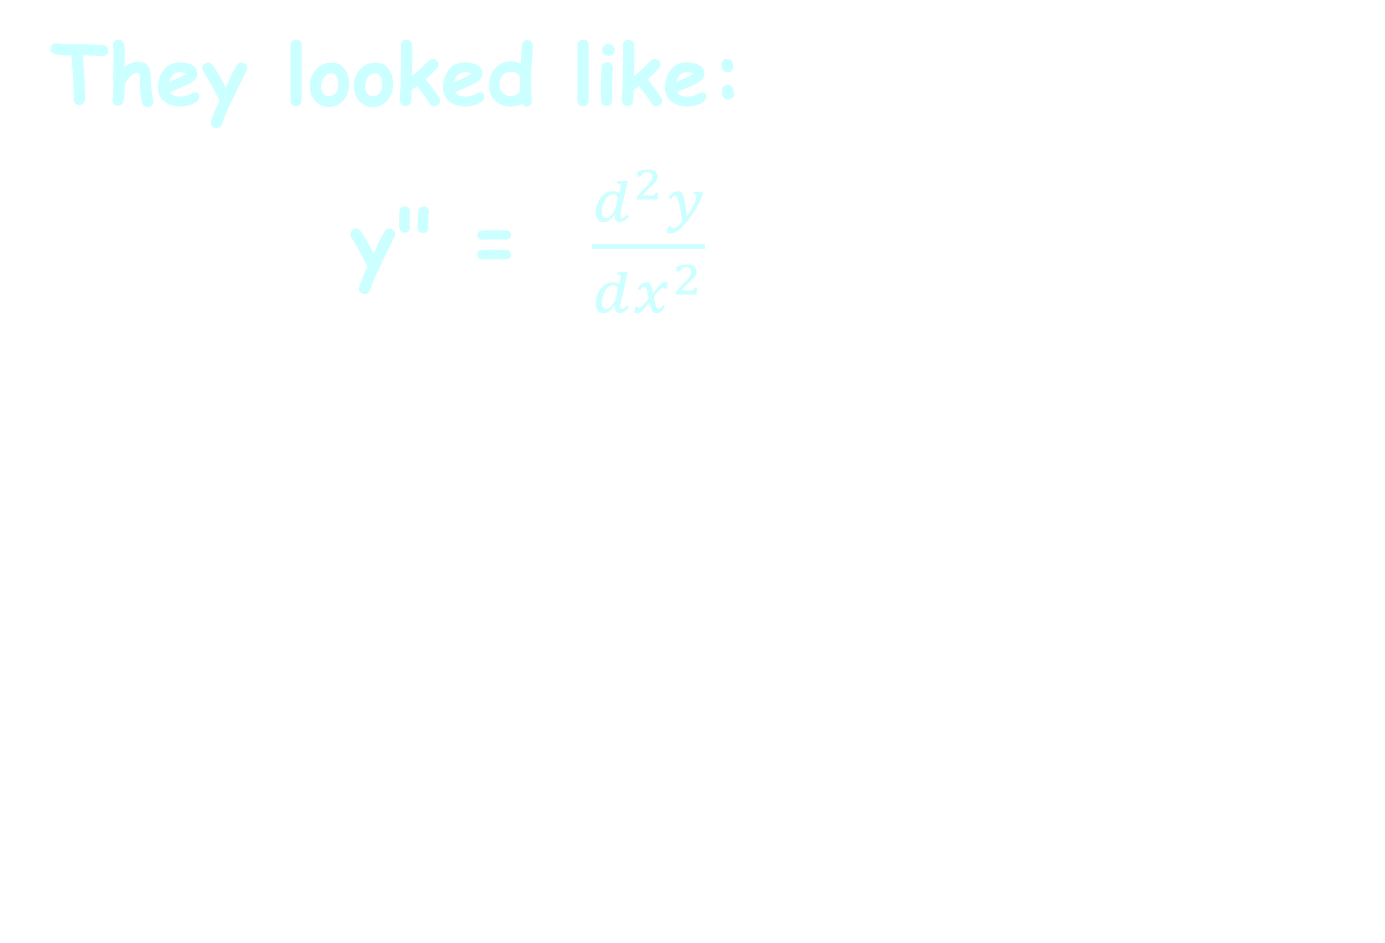 They looked like:
y" = d²y/dx²